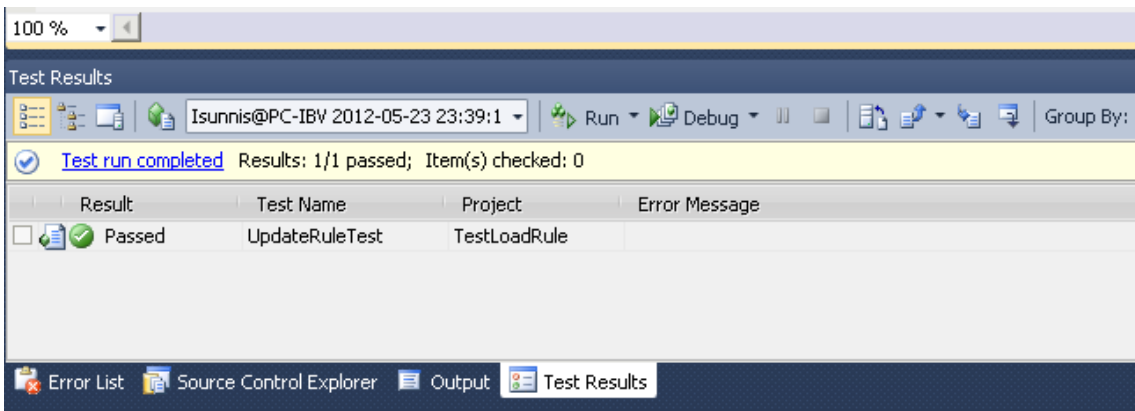 100 %
Test Results
Isunnis@PC-IBV 2012-05-23 23:39:1 Run Debug Group By:
Test run completed Results: 1/1 passed; Item(s) checked: 0
Result Test Name Project Error Message
Passed UpdateRuleTest TestLoadRule
Error List Source Control Explorer Output Test Results